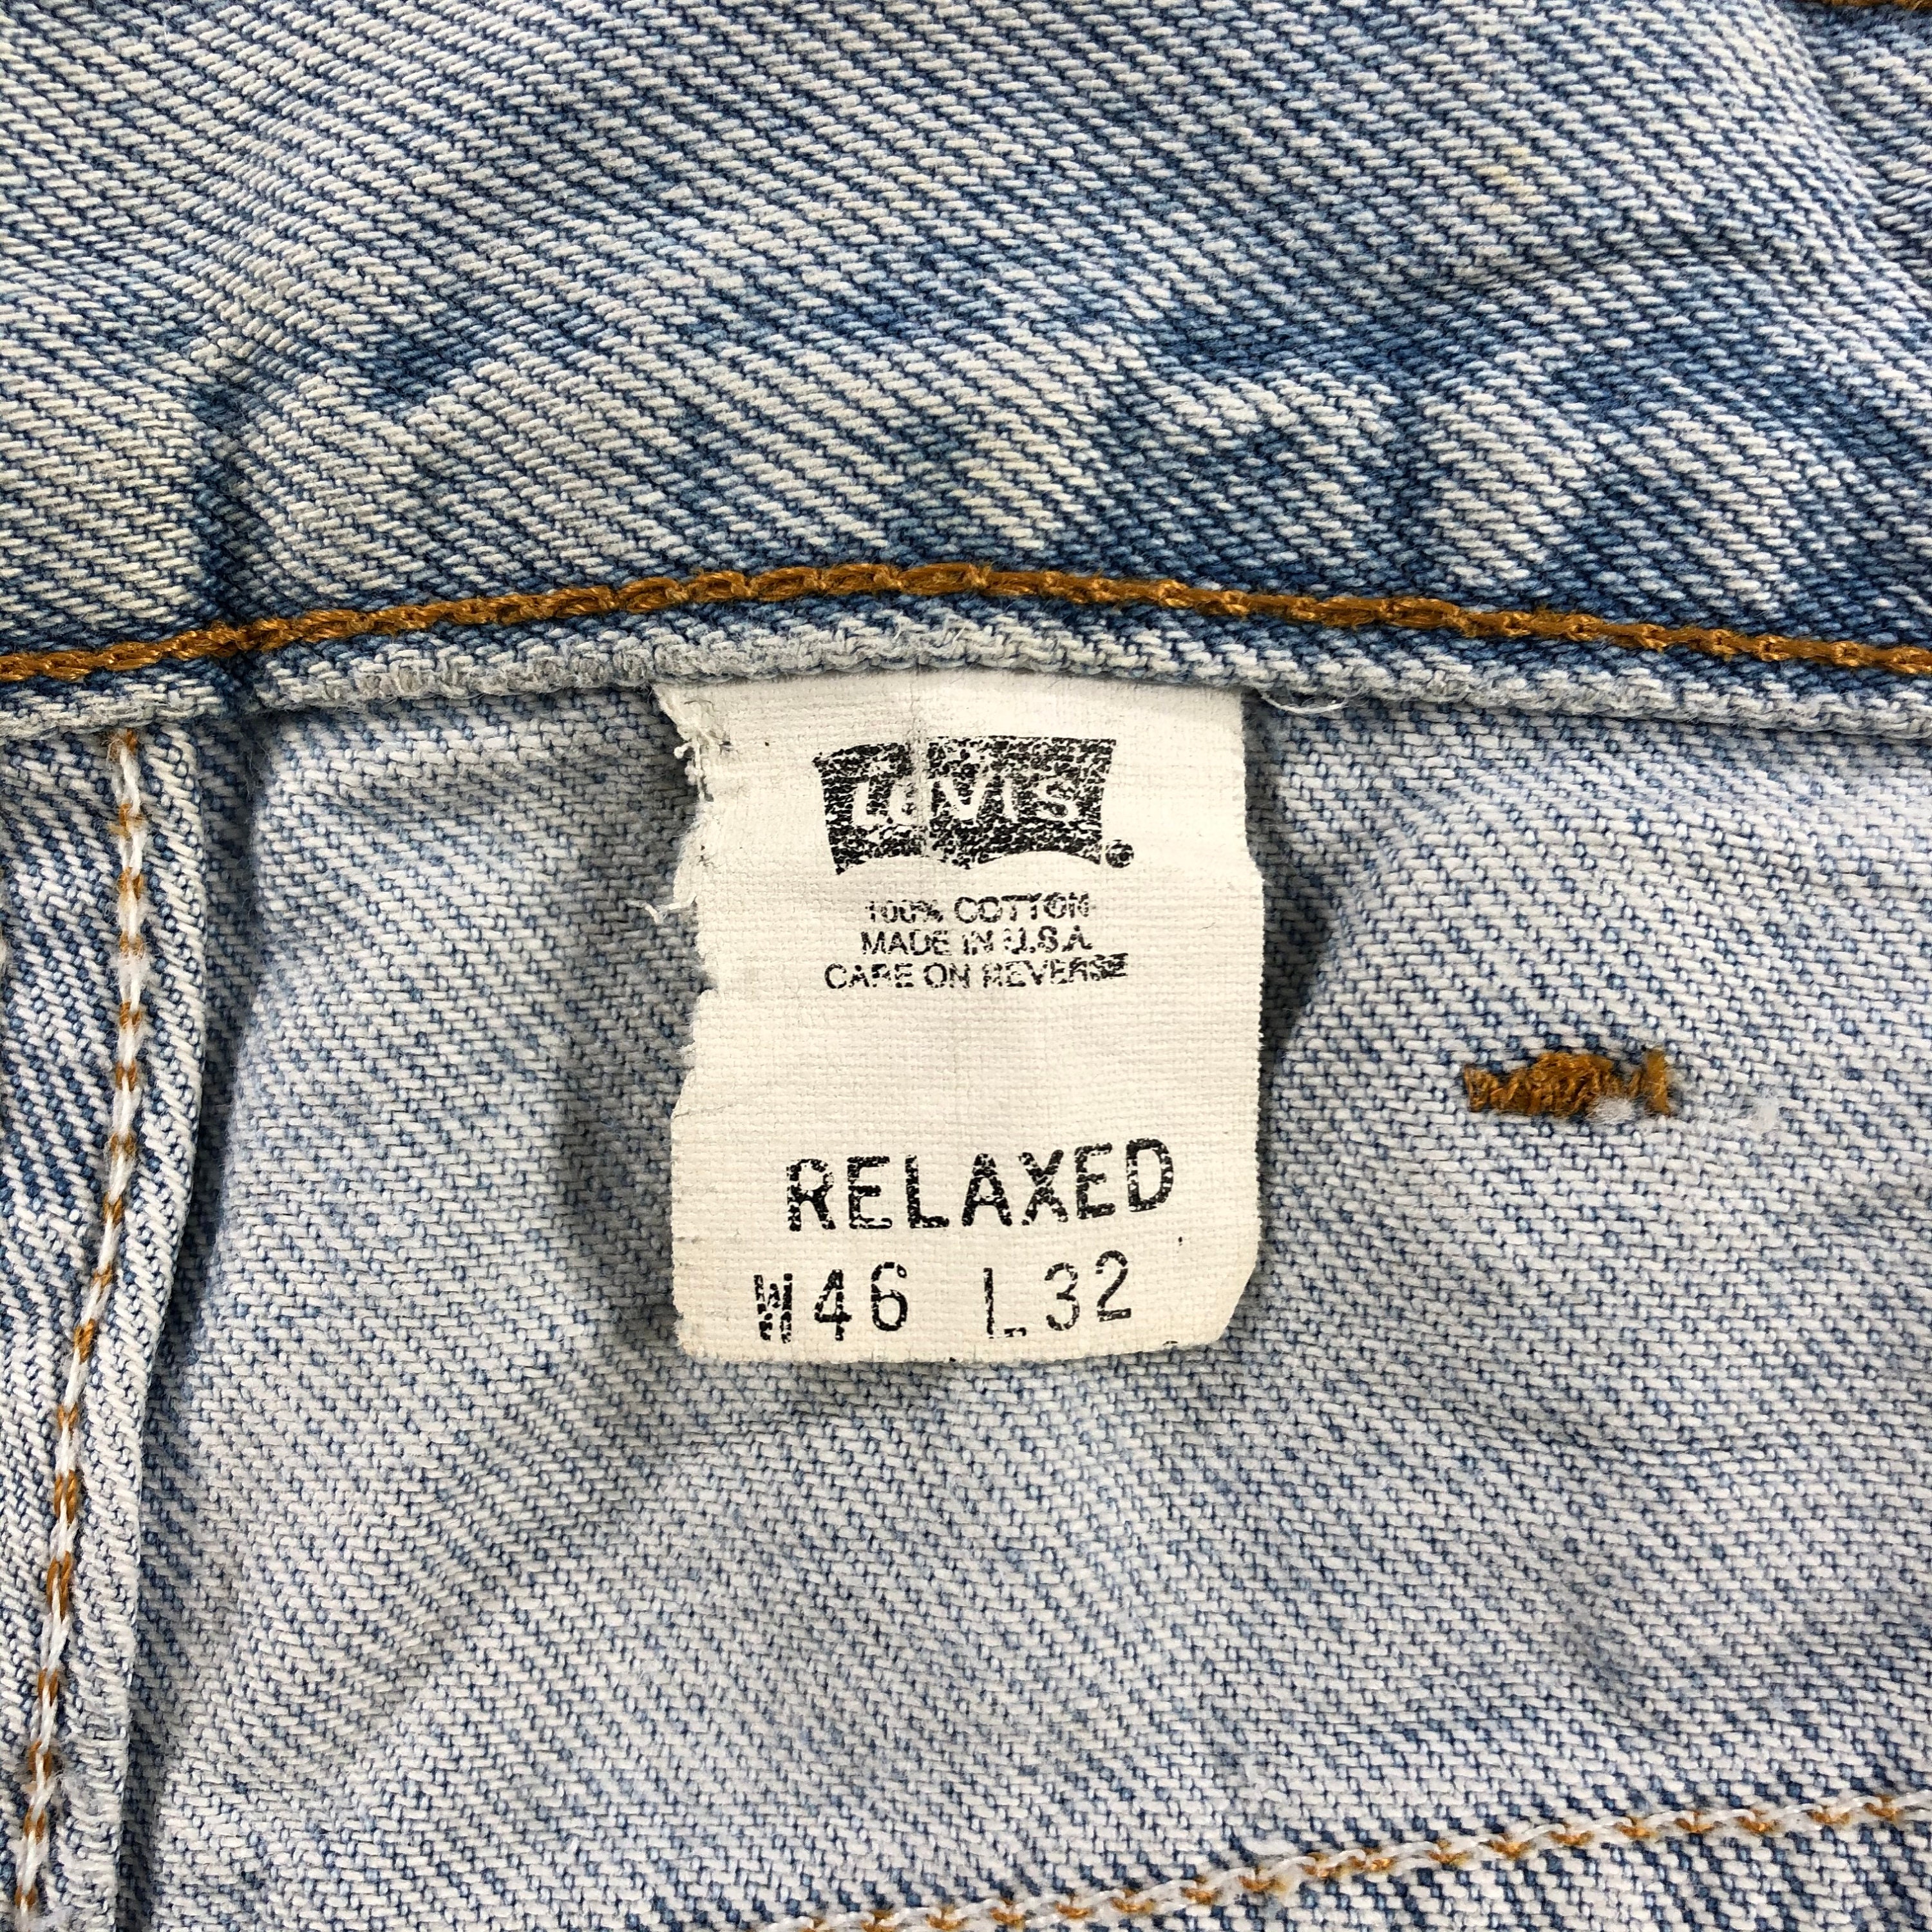 Levi's
100% COTTON
MADE IN U.S.A.
CARE ON REVERSE
RELAXED
W46 L32